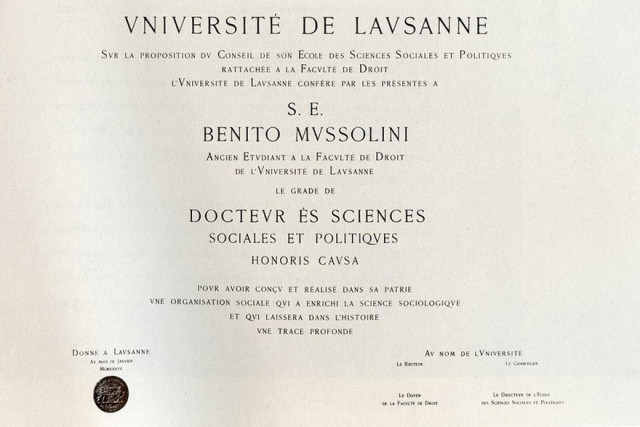 VNIVERSITÉ DE LAVSANNE
SVR LA PROPOSITION DV CONSEIL DE SON ECOLE DES SCIENCES SOCIALES ET POLITIQVES
RATTACHÉE A LA FACVLTÉ DE DROIT
L'VNIVERSITÉ DE LAVSANNE CONFÈRE PAR LES PRÉSENTES A
S. E.
BENITO MVSSOLINI
ANCIEN ETVDIANT A LA FACVLTÉ DE DROIT
DE L'VNIVERSITÉ DE LAVSANNE
LE GRADE DE
DOCTEVR ÈS SCIENCES
SOCIALES ET POLITIQVES
HONORIS CAVSA
POVR AVOIR CONÇV ET RÉALISÉ DANS SA PATRIE
VNE ORGANISATION SOCIALE QVI A ENRICHI LA SCIENCE SOCIOLOGIQVE
ET QVI LAISSERA DANS L'HISTOIRE
VNE TRACE PROFONDE
DONNÉ A LAVSANNE
AV MOIS DE JANVIER
MCMXXXVII
AV NOM DE L'VNIVERSITÉ
LE RECTEVR
LE CHANCELIER
LE DOYEN
DE LA FACVLTÉ DE DROIT
LE DIRECTEVR DE L'ECOLE
DES SCIENCES SOCIALES ET POLITIQVES